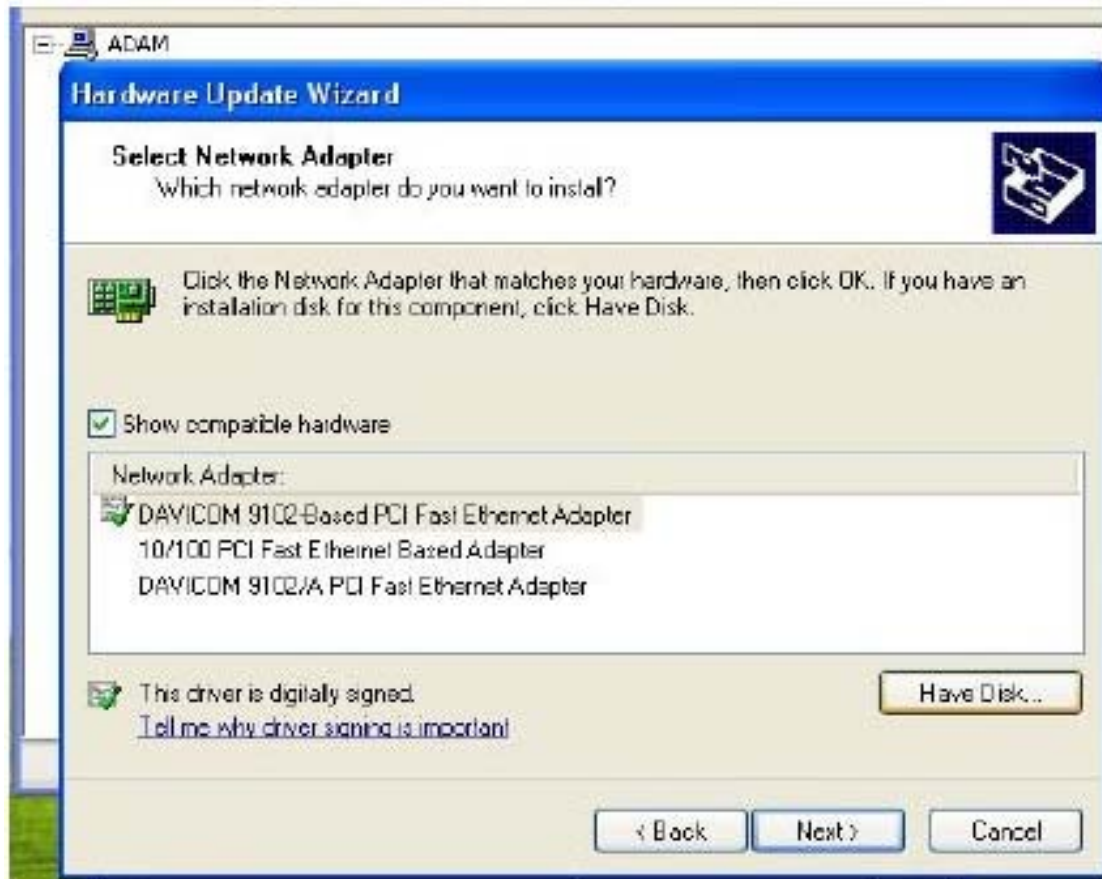 ADAM
Hardware Update Wizard
Select Network Adapter
Which network adapter do you want to install?
Click the Network Adapter that matches your hardware, then click OK. If you have an
installation disk for this component, click Have Disk.
Show compatible hardware
Network Adapter:
DAVICOM 9102-Based PCI Fast Ethernet Adapter
10/100 PCI Fast Ethernet Based Adapter
DAVICOM 9102/A PCI Fast Ethernet Adapter
This driver is digitally signed.
Have Disk...
Tell me why driver signing is important
< Back
Next >
Cancel